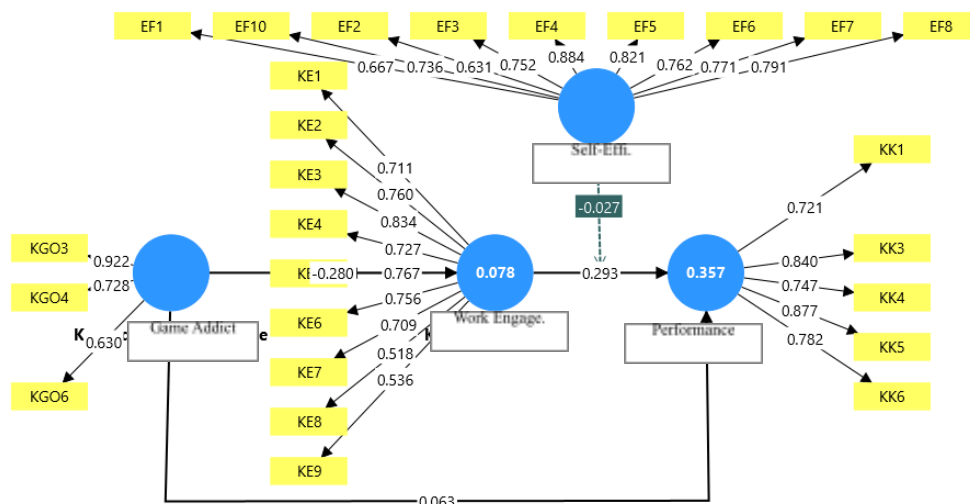 EF1 EF10 EF2 EF3 EF4 EF5 EF6 EF7 EF8
0.667 0.736 0.631 0.752 0.884 0.821 0.762 0.771 0.791
Self-Effi.
-0.027
KE1
KE2
KE3
KE4
KE6
KE7
KE8
KE9
0.711
0.760
0.834
0.727
0.767
0.756
0.709
0.518
0.536
KGO3
KGO4
KGO6
0.922
0.728
0.630
Game Addict
-0.280
0.078
Work Engage.
0.293
0.357
Performance
KK1
KK3
KK4
KK5
KK6
0.721
0.840
0.747
0.877
0.782
0.063